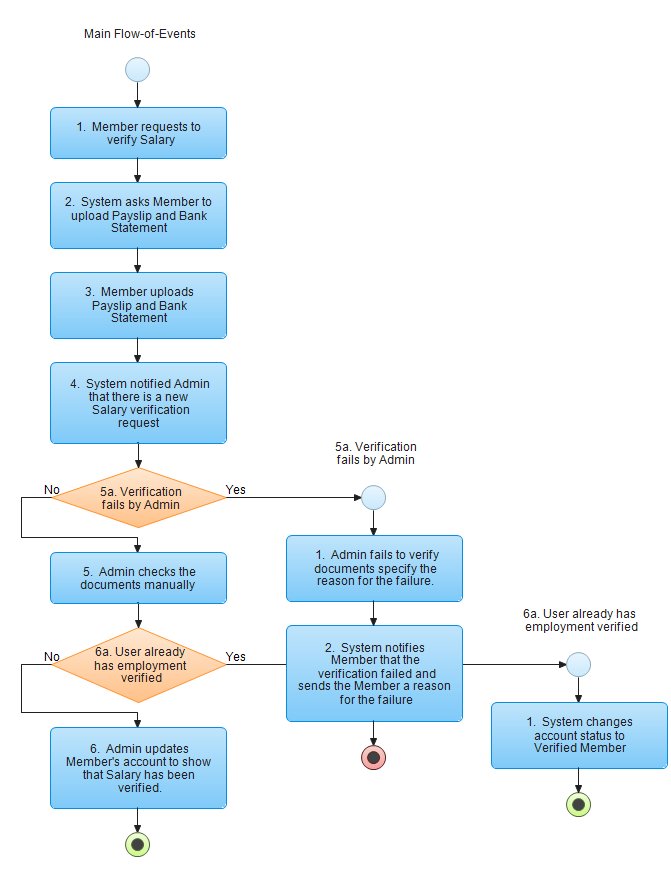 Main Flow-of-Events
1. Member requests to
verify Salary
2. System asks Member to
upload Payslip and Bank
Statement
3. Member uploads
Payslip and Bank
Statement
4. System notified Admin
that there is a new
Salary verification
request
5a. Verification
fails by Admin
No
5a. Verification
fails by Admin
Yes
1. Admin fails to verify
documents specify the
reason for the failure.
5. Admin checks the
documents manually
6a. User already has
employment verified
No
6a. User already
has employment
verified
Yes
2. System notifies
Member that the
verification failed and
sends the Member a reason
for the failure
1. System changes
account status to
Verified Member
6. Admin updates
Member's account to show
that Salary has been
verified.